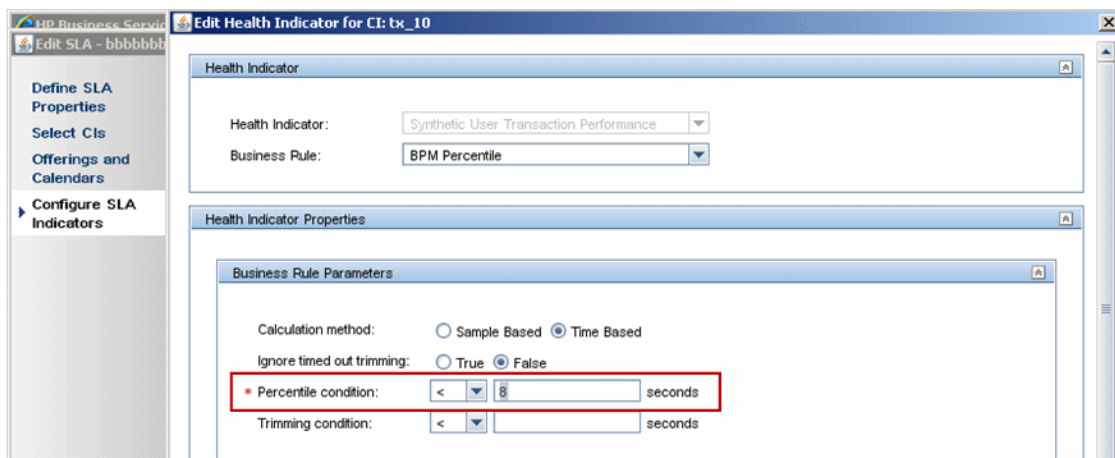 HP Business Servic
Edit SLA - bbbbbbb
Edit Health Indicator for CI: tx_10
Define SLA
Properties
Select CIs
Offerings and
Calendars
Configure SLA
Indicators
Health Indicator
Health Indicator: Synthetic User Transaction Performance
Business Rule: BPM Percentile
Health Indicator Properties
Business Rule Parameters
Calculation method: Sample Based Time Based
Ignore timed out trimming: True False
* Percentile condition: < 8 seconds
Trimming condition: < seconds